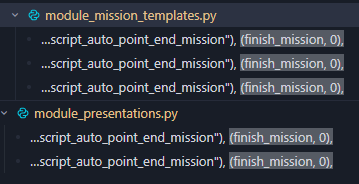 module_mission_templates.py
...script_auto_point_end_mission"), (finish_mission, 0),
...script_auto_point_end_mission"), (finish_mission, 0),
...script_auto_point_end_mission"), (finish_mission, 0),
module_presentations.py
...script_auto_point_end_mission"), (finish_mission, 0),
...script_auto_point_end_mission"), (finish_mission, 0),